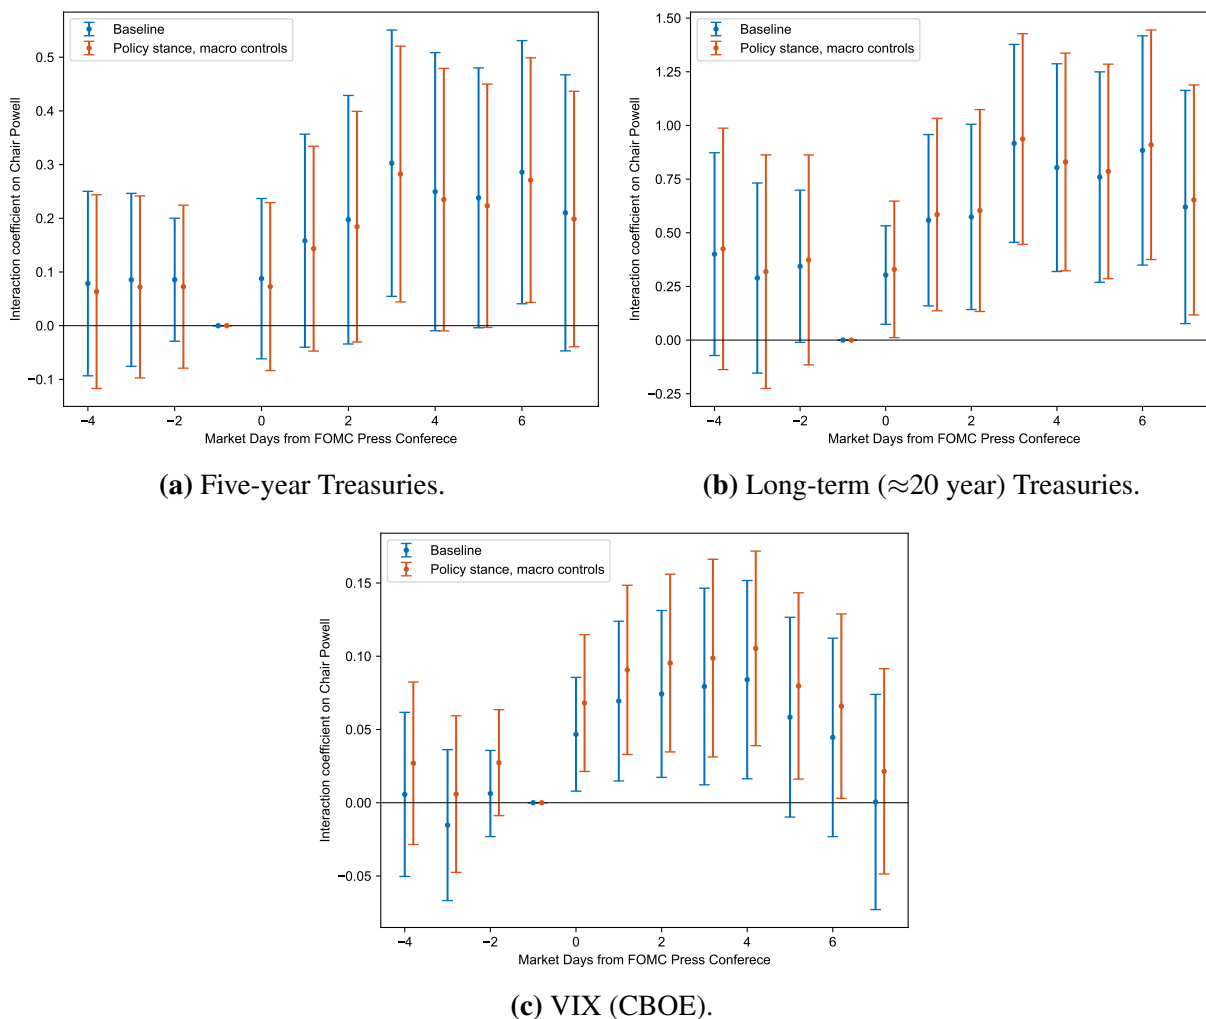 Baseline
Policy stance, macro controls
Interaction coefficient on Chair Powell
0.5
0.4
0.3
0.2
0.1
0.0
−0.1
−4
−2
0
2
4
6
Market Days from FOMC Press Conferece
(a) Five-year Treasuries.
Baseline
Policy stance, macro controls
Interaction coefficient on Chair Powell
1.50
1.25
1.00
0.75
0.50
0.25
0.00
−0.25
−4
−2
0
2
4
6
Market Days from FOMC Press Conferece
(b) Long-term (≈20 year) Treasuries.
Baseline
Policy stance, macro controls
Interaction coefficient on Chair Powell
0.15
0.10
0.05
0.00
−0.05
−4
−2
0
2
4
6
Market Days from FOMC Press Conferece
(c) VIX (CBOE).